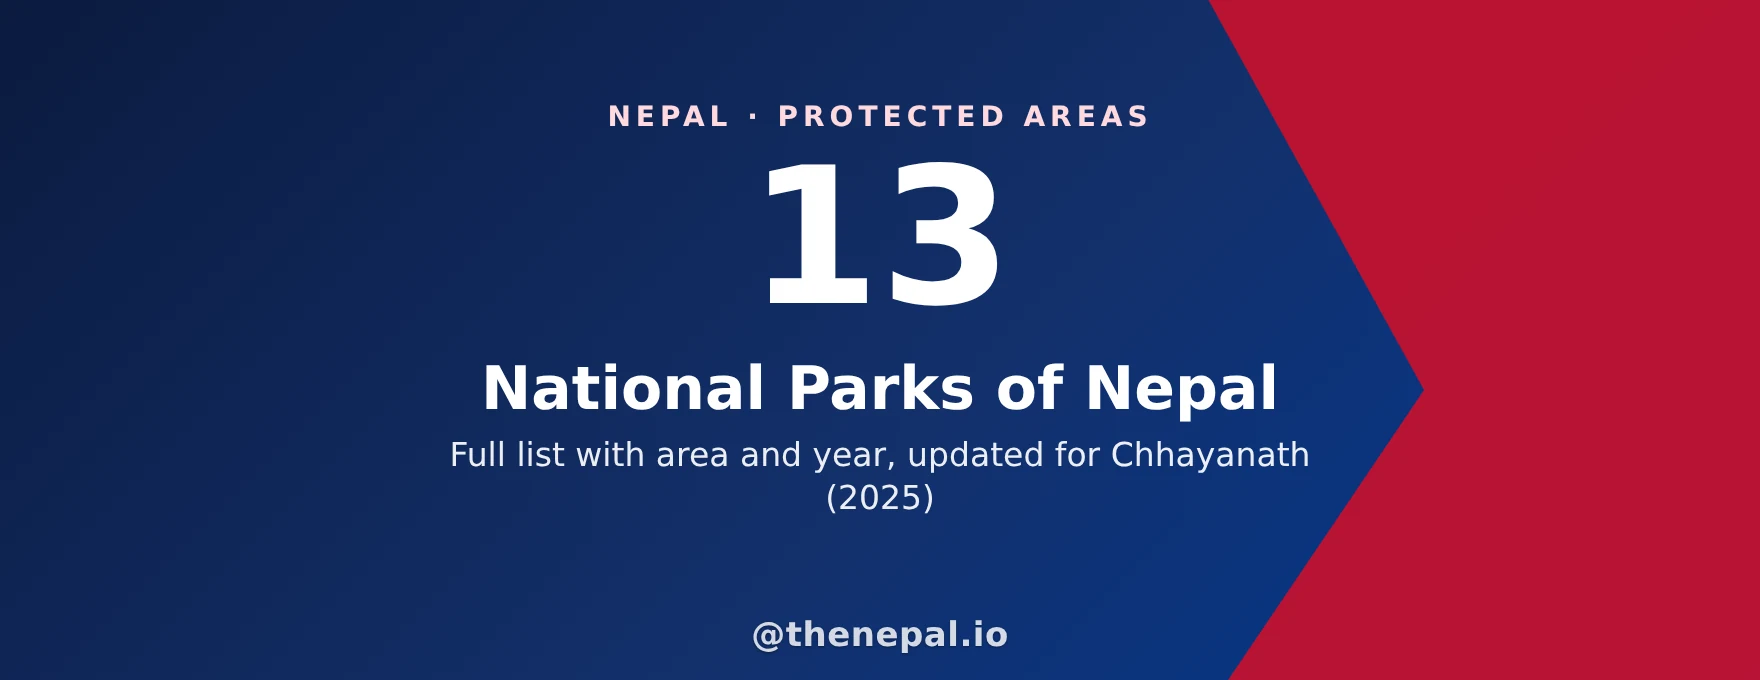 NEPAL · PROTECTED AREAS
13
National Parks of Nepal
Full list with area and year, updated for Chhayanath
(2025)
@thenepal.io